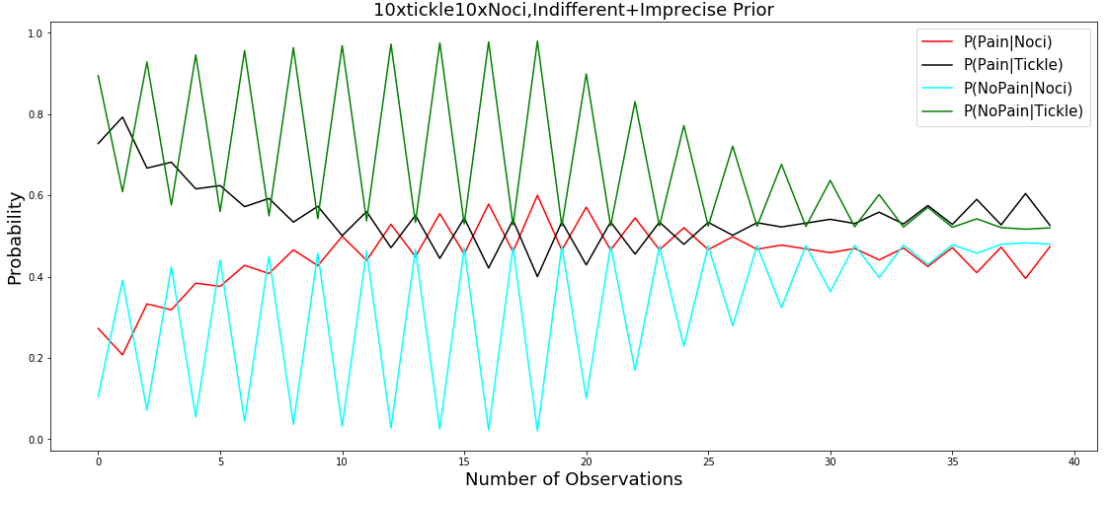 10xtickle10xNoci,Indifferent+Imprecise Prior
P(Pain|Noci)
P(Pain|Tickle)
P(NoPain|Noci)
P(NoPain|Tickle)
Probability
1.0
0.8
0.6
0.4
0.2
0.0
0 5 10 15 20 25 30 35 40
Number of Observations